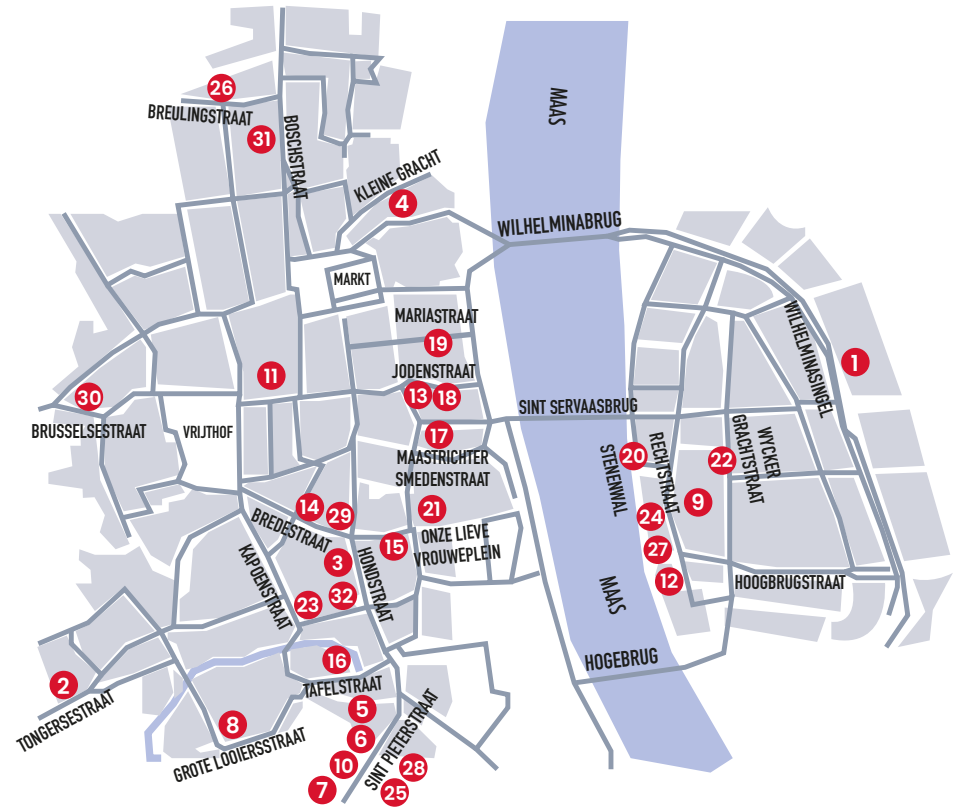 26
BREULINGSTRAAT
31
BOSCHSTRAAT
MAAS
KLEINE GRACHT
4
WILHELMINABRUG
MARKT
MARIASTRAAT
19
JODENSTRAAT
WILHELMINASINGEL
1
11
13
18
30
SINT SERVAASBRUG
BRUSSELSESTRAAT
VRIJTHOF
17
MAASTRICHTER
SMEDENSTRAAT
20
STENENWAL
RECHTSTRAAT
22
WYCKER
GRACHTSTRAAT
14
29
BREDESTRAAT
21
9
24
15
ONZE LIEVE
VROUWEPLEIN
27
3
KAPOENSTRAAT
HONDSTRAAT
12
HOOGBRUGSTRAAT
MAAS
23
32
16
HOGEBRUG
2
TONGERSESTRAAT
TAFELSTRAAT
5
8
GROTE LOOIERSSTRAAT
6
SINT PIETERSTRAAT
10
28
7
25